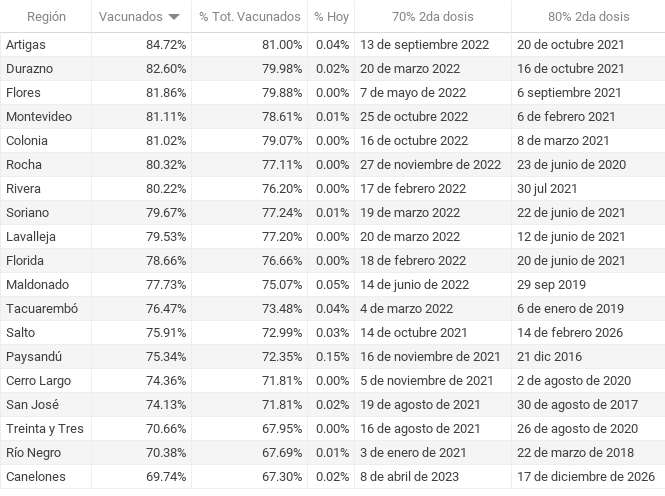 Región Vacunados % Tot. Vacunados % Hoy 70% 2da dosis 80% 2da dosis
Artigas 84.72% 81.00% 0.04% 13 de septiembre 2022 20 de octubre 2021
Durazno 82.60% 79.98% 0.02% 20 de marzo 2022 16 de octubre 2021
Flores 81.86% 79.88% 0.00% 7 de mayo de 2022 6 septiembre 2021
Montevideo 81.11% 78.61% 0.01% 25 de octubre 2022 6 de febrero 2021
Colonia 81.02% 79.07% 0.00% 16 de octubre 2022 8 de marzo 2021
Rocha 80.32% 77.11% 0.00% 27 de noviembre de 2022 23 de junio de 2020
Rivera 80.22% 76.20% 0.00% 17 de febrero 2022 30 jul 2021
Soriano 79.67% 77.24% 0.01% 19 de marzo 2022 22 de junio de 2021
Lavalleja 79.53% 77.20% 0.00% 20 de marzo 2022 12 de junio de 2021
Florida 78.66% 76.66% 0.00% 18 de febrero 2022 20 de junio de 2021
Maldonado 77.73% 75.07% 0.05% 14 de junio de 2022 29 sep 2019
Tacuarembó 76.47% 73.48% 0.04% 4 de marzo 2022 6 de enero de 2019
Salto 75.91% 72.99% 0.03% 14 de octubre 2021 14 de febrero 2026
Paysandú 75.34% 72.35% 0.15% 16 de noviembre de 2021 21 dic 2016
Cerro Largo 74.36% 71.81% 0.00% 5 de noviembre de 2021 2 de agosto de 2020
San José 74.13% 71.81% 0.02% 19 de agosto de 2021 30 de agosto de 2017
Treinta y Tres 70.66% 67.95% 0.00% 16 de agosto de 2021 26 de agosto de 2020
Río Negro 70.38% 67.69% 0.01% 3 de enero de 2021 22 de marzo de 2018
Canelones 69.74% 67.30% 0.02% 8 de abril de 2023 17 de diciembre de 2026